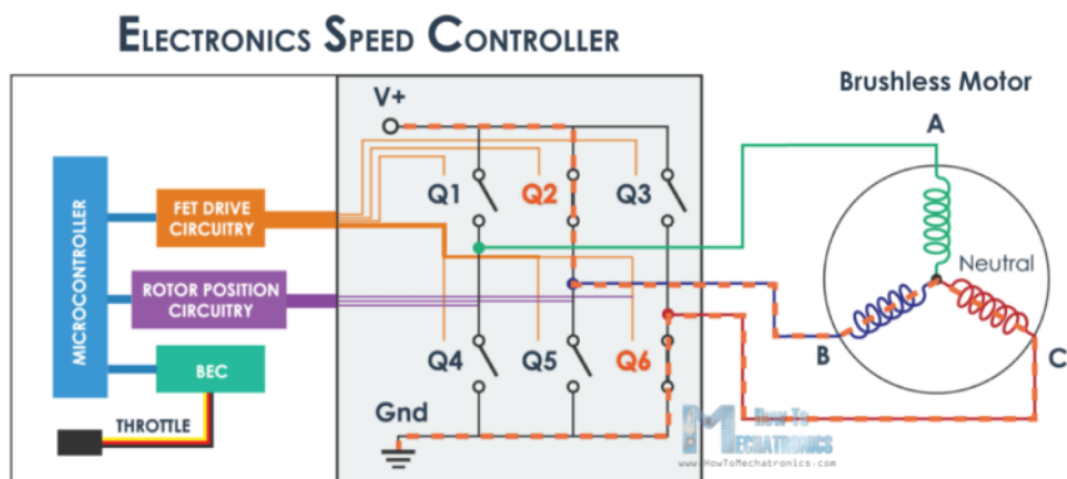 ELECTRONICS SPEED CONTROLLER
V+
Brushless Motor
A
Q1
Q2
Q3
FET DRIVE
CIRCUITRY
MICROCONTROLLER
Neutral
ROTOR POSITION
CIRCUITRY
B
C
Q4
Q5
Q6
BEC
Gnd
THROTTLE
How To
MECHATRONICS
www.HowToMechatronics.com